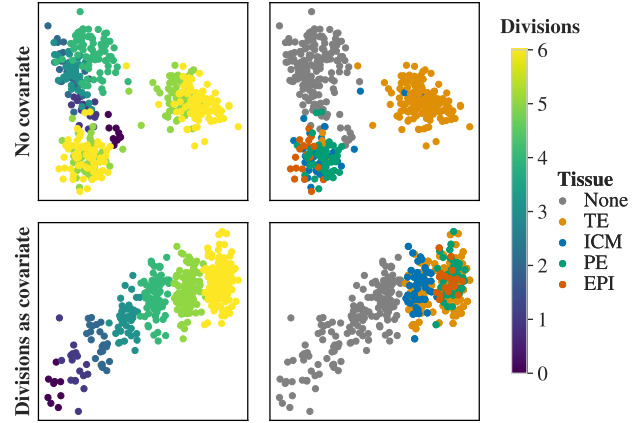 No covariate
Divisions as covariate
Divisions
6
5
4
3
2
1
0
Tissue
None
TE
ICM
PE
EPI